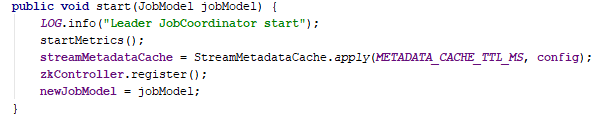 public void start(JobModel jobModel) {
LOG.info("Leader JobCoordinator start");
startMetrics();
streamMetadataCache = StreamMetadataCache.apply(METADATA_CACHE_TTL_MS, config);
zkController.register();
newJobModel = jobModel;
}